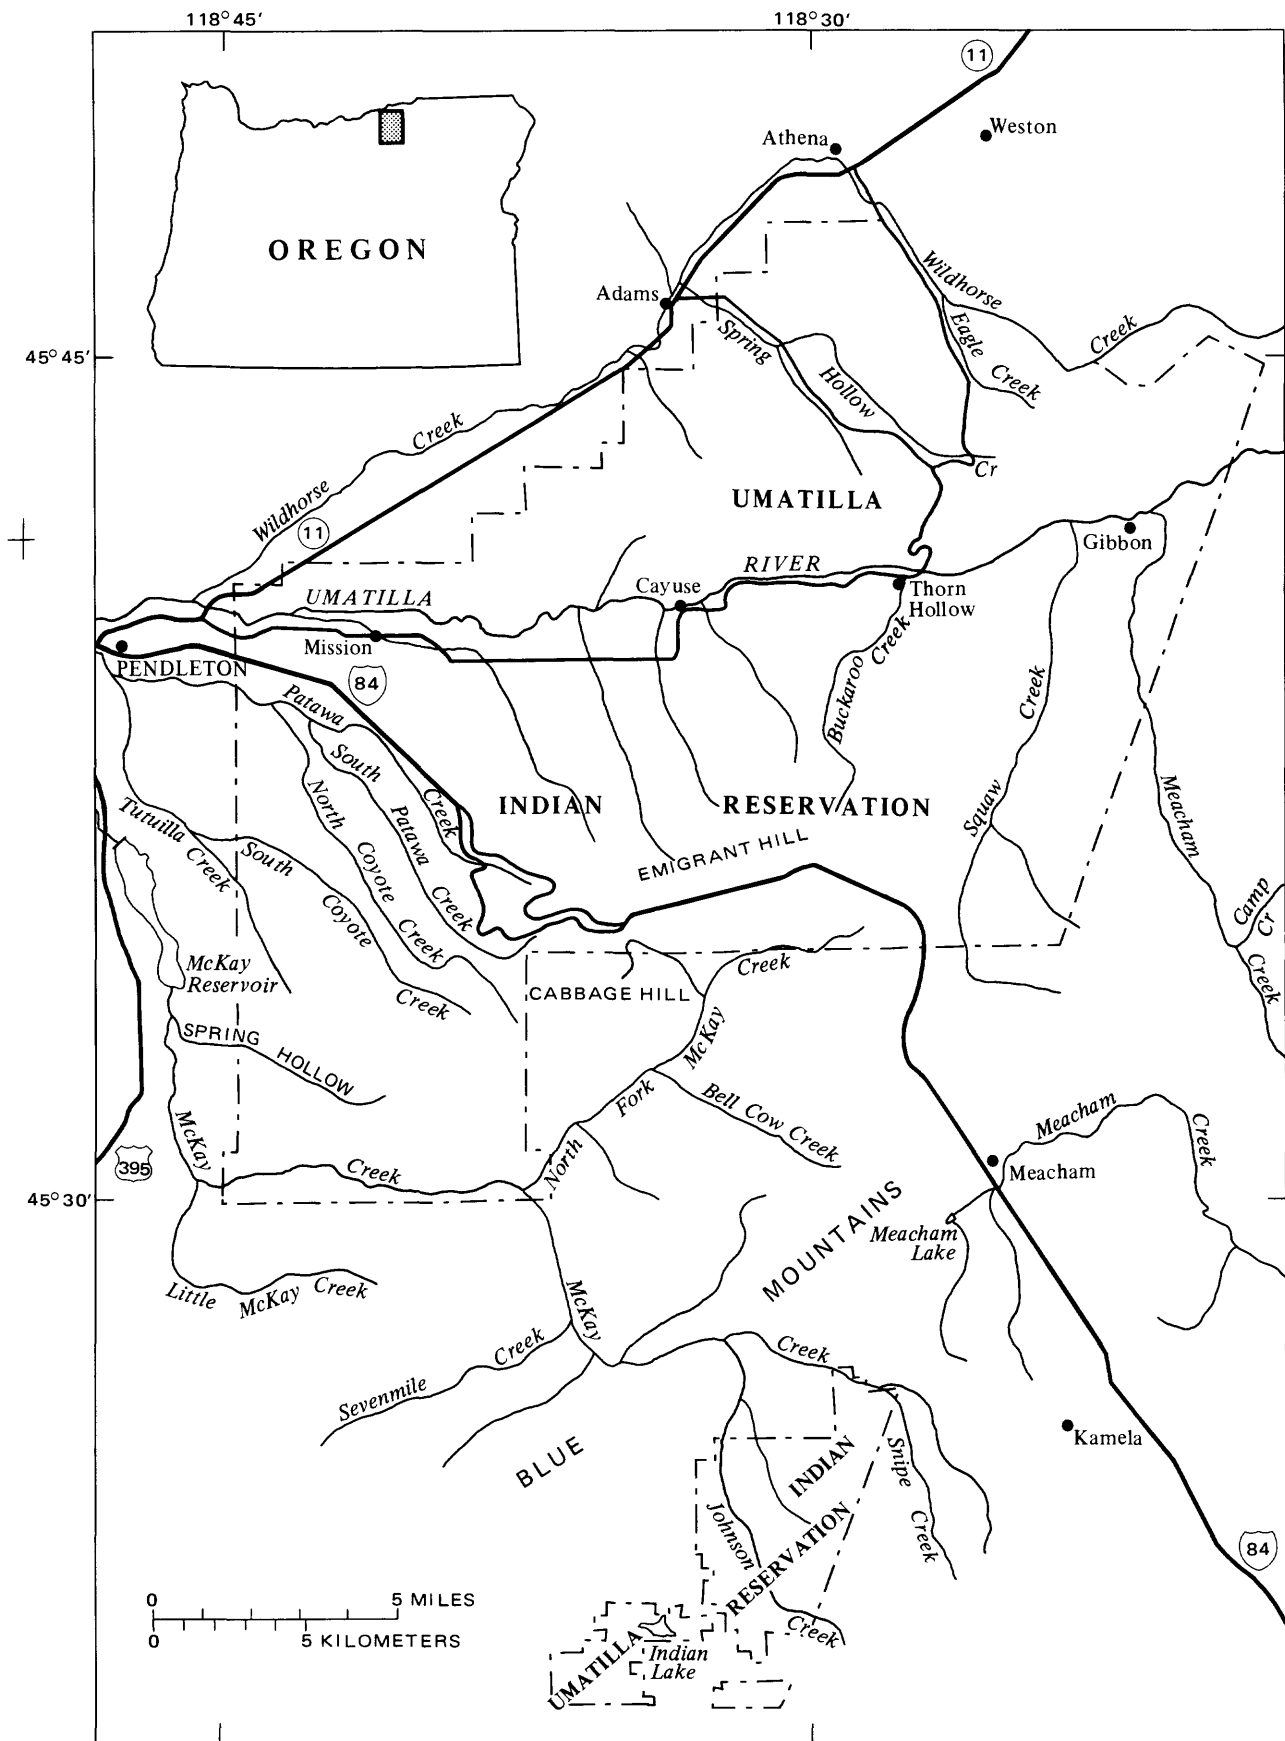 118° 45'
118° 30'
11
Weston
Athena
OREGON
Wildhorse
Creek
Adams
Spring
Hollow
Cr
Eagle
Creek
45° 45'
Wildhorse
Creek
11
UMATILLA
Gibbon
RIVER
Cayuse
UMATILLA
Thorn
Hollow
Mission
PENDLETON
84
Buckaroo
Creek
Patawa
Creek
South
Patawa
Creek
North
Coyote
Creek
Squaw
Creek
Meacham
Creek
INDIAN
RESERVATION
EMIGRANT HILL
Tutuilla
Creek
South
Coyote
Creek
Camp
Cr
McKay
Reservoir
CABBAGE HILL
Creek
McKay
Fork
North
SPRING
HOLLOW
Bell Cow Creek
Meacham
Creek
McKay
Creek
395
Meacham
45° 30'
Meacham
Lake
MOUNTAINS
Little
McKay
Creek
McKay
Creek
Sevenmile
Creek
BLUE
Kamela
Snipe
Creek
INDIAN
RESERVATION
Johnson
Creek
84
0
5 MILES
0
5 KILOMETERS
UMATILLA
Indian
Lake